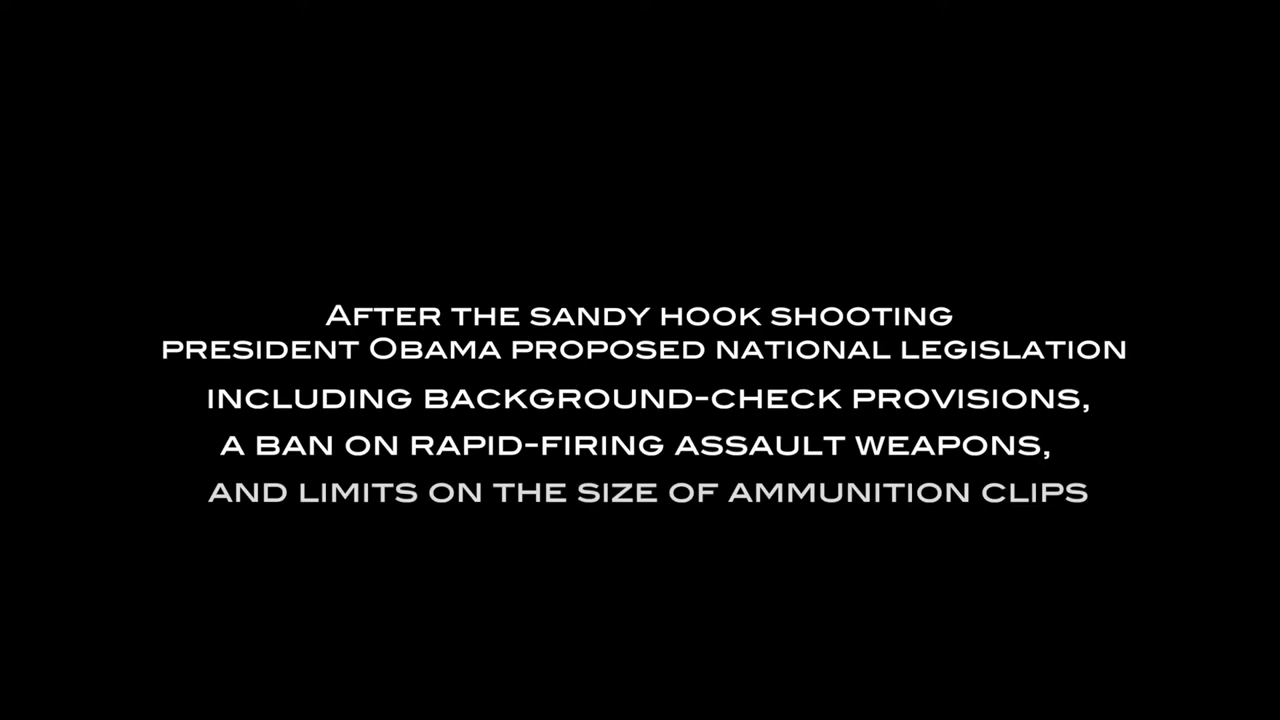 After the sandy hook shooting
president Obama proposed national legislation
including background-check provisions,
a ban on rapid-firing assault weapons,
and limits on the size of ammunition clips